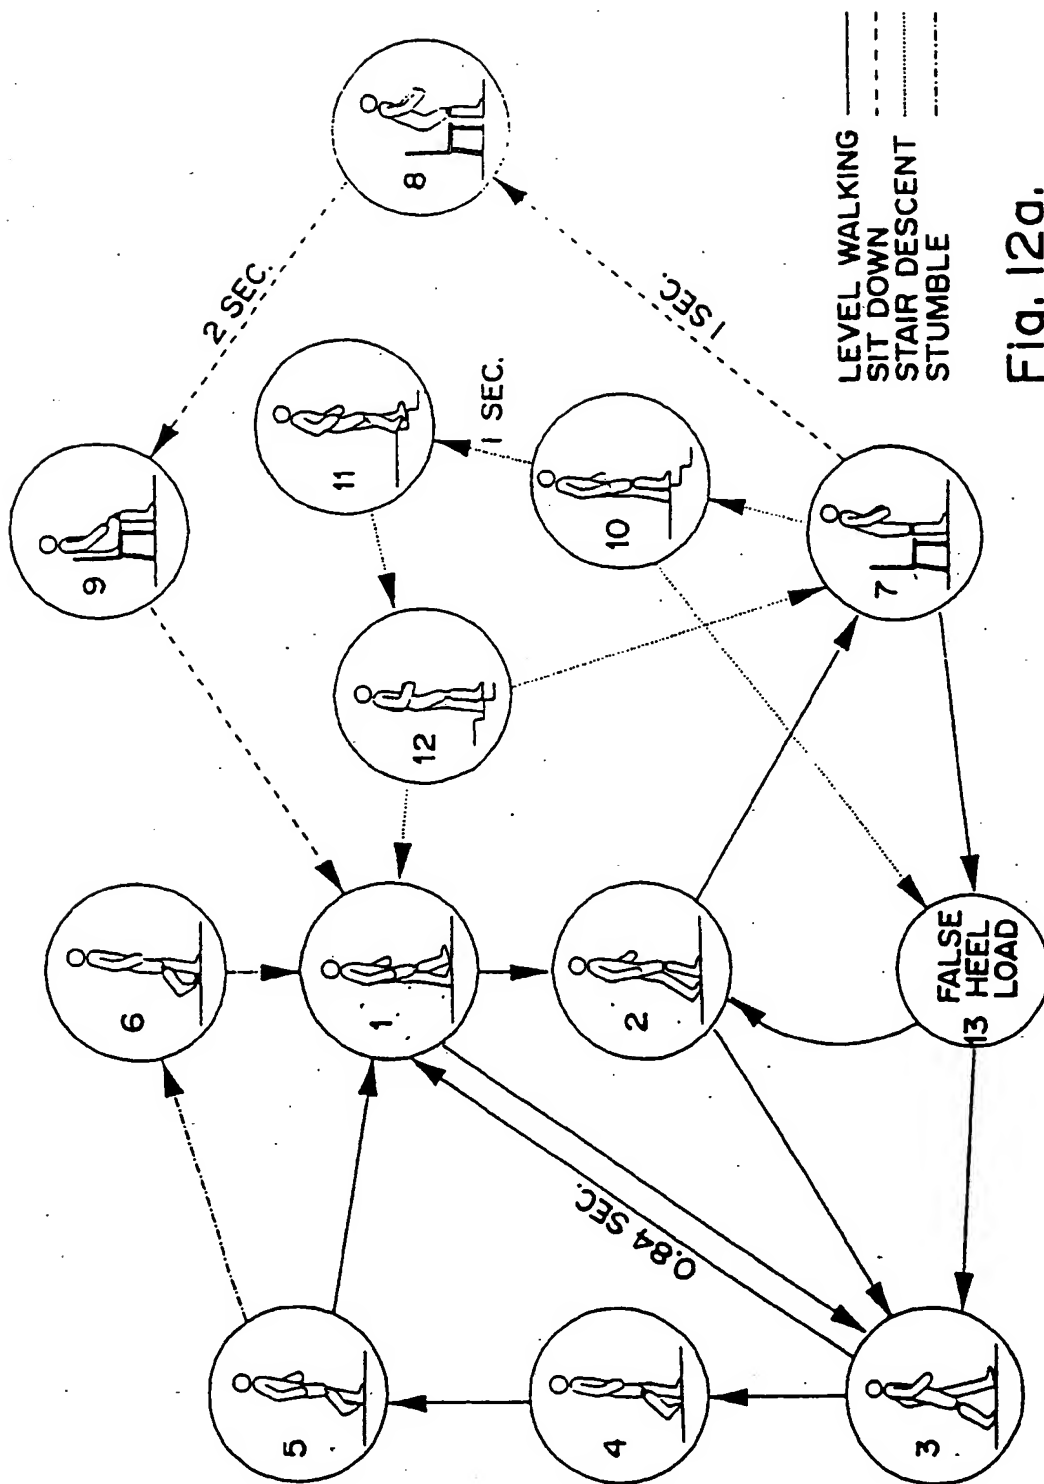 5
6
9
4
1
12
11
8
3
2
10
13 FALSE
HEEL
LOAD
7
0.84 SEC.
2 SEC.
1 SEC.
1 SEC.
LEVEL WALKING
SIT DOWN
STAIR DESCENT
STUMBLE
Fig. 12a.